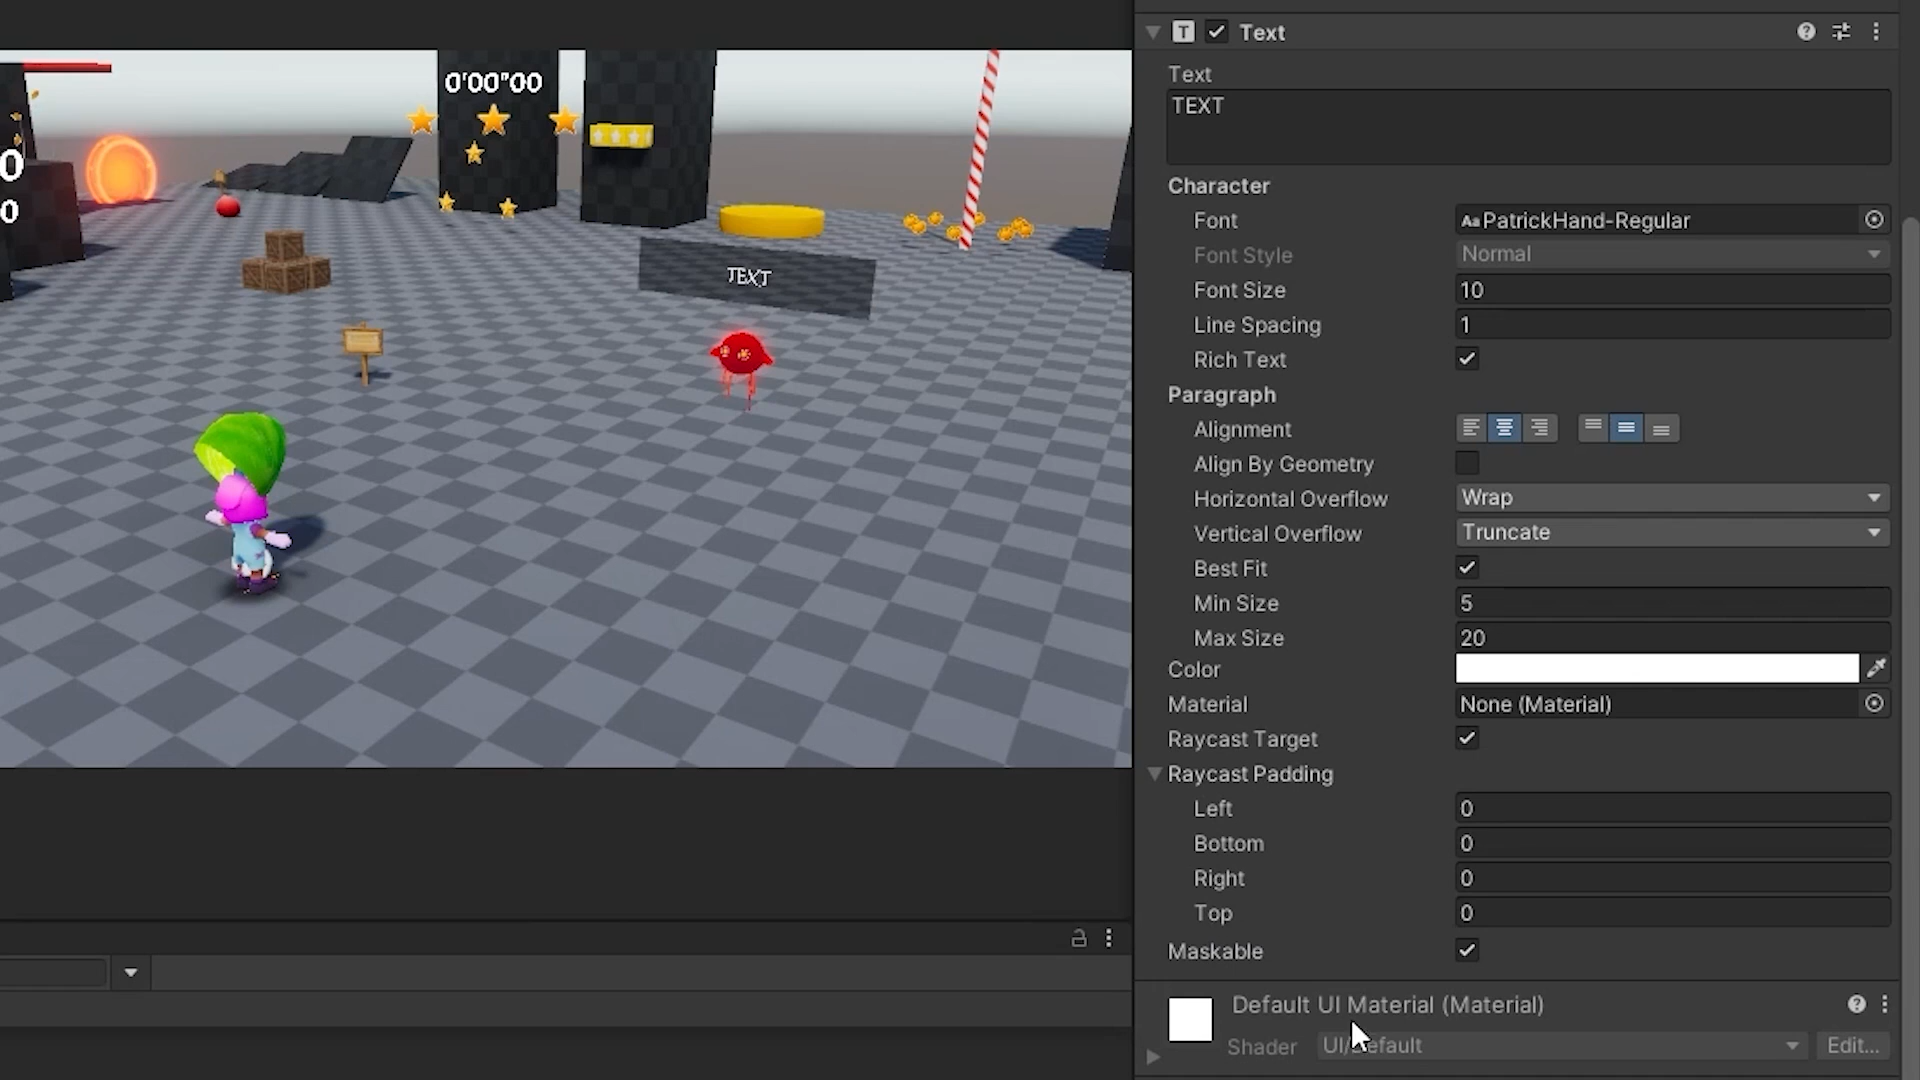 0'00"00
0
0
TEXT
Text
Text
TEXT
Character
Font
Aa PatrickHand-Regular
Font Style
Normal
Font Size
10
Line Spacing
1
Rich Text
Paragraph
Alignment
Align By Geometry
Horizontal Overflow
Wrap
Vertical Overflow
Truncate
Best Fit
Min Size
5
Max Size
20
Color
Material
None (Material)
Raycast Target
Raycast Padding
Left
0
Bottom
0
Right
0
Top
0
Maskable
Default UI Material (Material)
Shader
UI/Default
Edit...